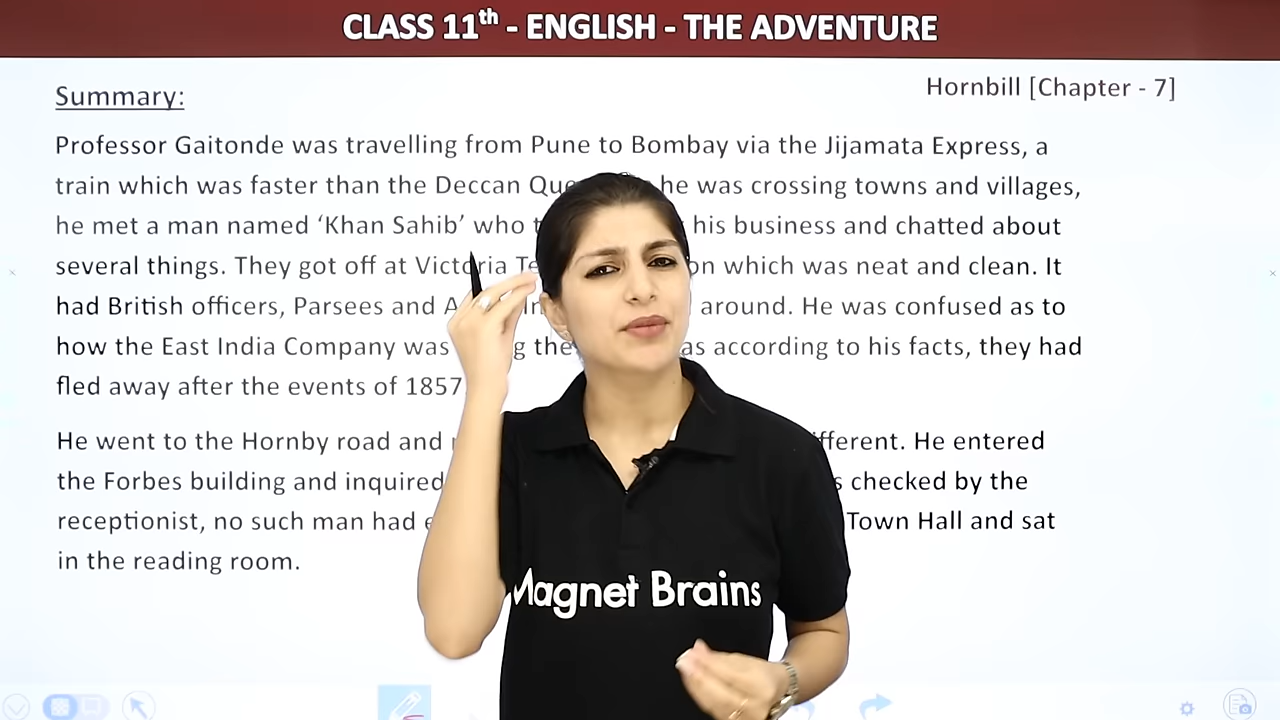 CLASS 11th - ENGLISH - THE ADVENTURE
Hornbill [Chapter - 7]
Summary:
Professor Gaitonde was travelling from Pune to Bombay via the Jijamata Express, a
train which was faster than the Deccan he was crossing towns and villages,
he met a man named ‘Khan Sahib’ who his business and chatted about
several things. They got off at Victoria which was neat and clean. It
had British officers, Parsees and around. He was confused as to
how the East India Company was according to his facts, they had
fled away after the events of 1857
He went to the Hornby road and different. He entered
the Forbes building and inquired checked by the
receptionist, no such man had Town Hall and sat
in the reading room.
Magnet Brains